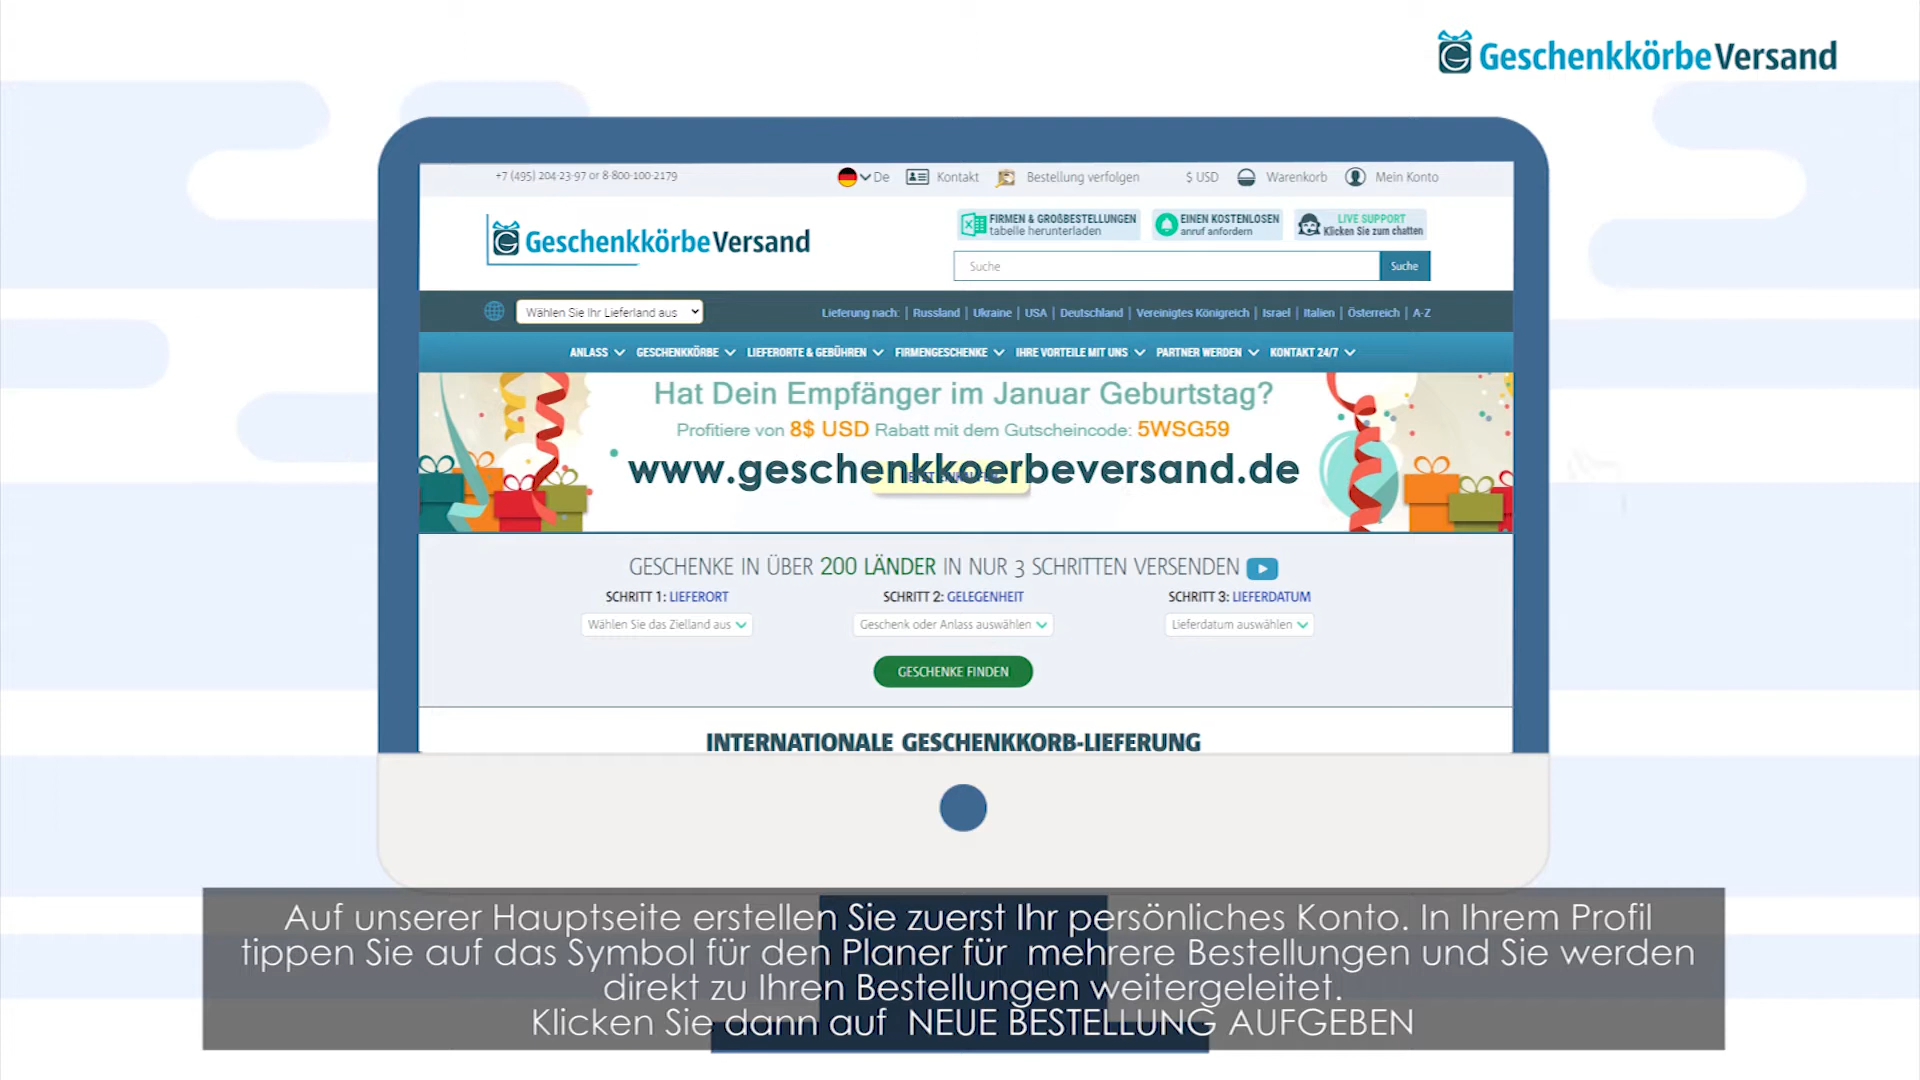 GeschenkkörbeVersand
+7 (495) 204-23-97 or 8-800-100-2179
De
Kontakt
Bestellung verfolgen
$ USD
Warenkorb
Mein Konto
GeschenkkörbeVersand
FIRMEN & GROßBESTELLUNGEN
tabelle herunterladen
EINEN KOSTENLOSEN
anruf anfordern
LIVE SUPPORT
Klicken Sie zum chatten
Suche
Suche
Wählen Sie Ihr Lieferland aus
Lieferung nach: | Russland | Ukraine | USA | Deutschland | Vereinigtes Königreich | Israel | Italien | Österreich | A-Z
ANLASS GESCHENKKÖRBE LIEFERORTE & GEBÜHREN FIRMENGESCHENKE IHRE VORTEILE MIT UNS PARTNER WERDEN KONTAKT 24/7
Hat Dein Empfänger im Januar Geburtstag?
Profitiere von 8$ USD Rabatt mit dem Gutscheincode: 5WSG59
www.geschenkkoerbeversand.de
GESCHENKE IN ÜBER 200 LÄNDER IN NUR 3 SCHRITTEN VERSENDEN
SCHRITT 1: LIEFERORT
Wählen Sie das Zielland aus
SCHRITT 2: GELEGENHEIT
Geschenk oder Anlass auswählen
SCHRITT 3: LIEFERDATUM
Lieferdatum auswählen
GESCHENKE FINDEN
INTERNATIONALE GESCHENKKORB-LIEFERUNG
Auf unserer Hauptseite erstellen Sie zuerst Ihr persönliches Konto. In Ihrem Profil
tippen Sie auf das Symbol für den Planer für mehrere Bestellungen und Sie werden
direkt zu Ihren Bestellungen weitergeleitet.
Klicken Sie dann auf NEUE BESTELLUNG AUFGEBEN